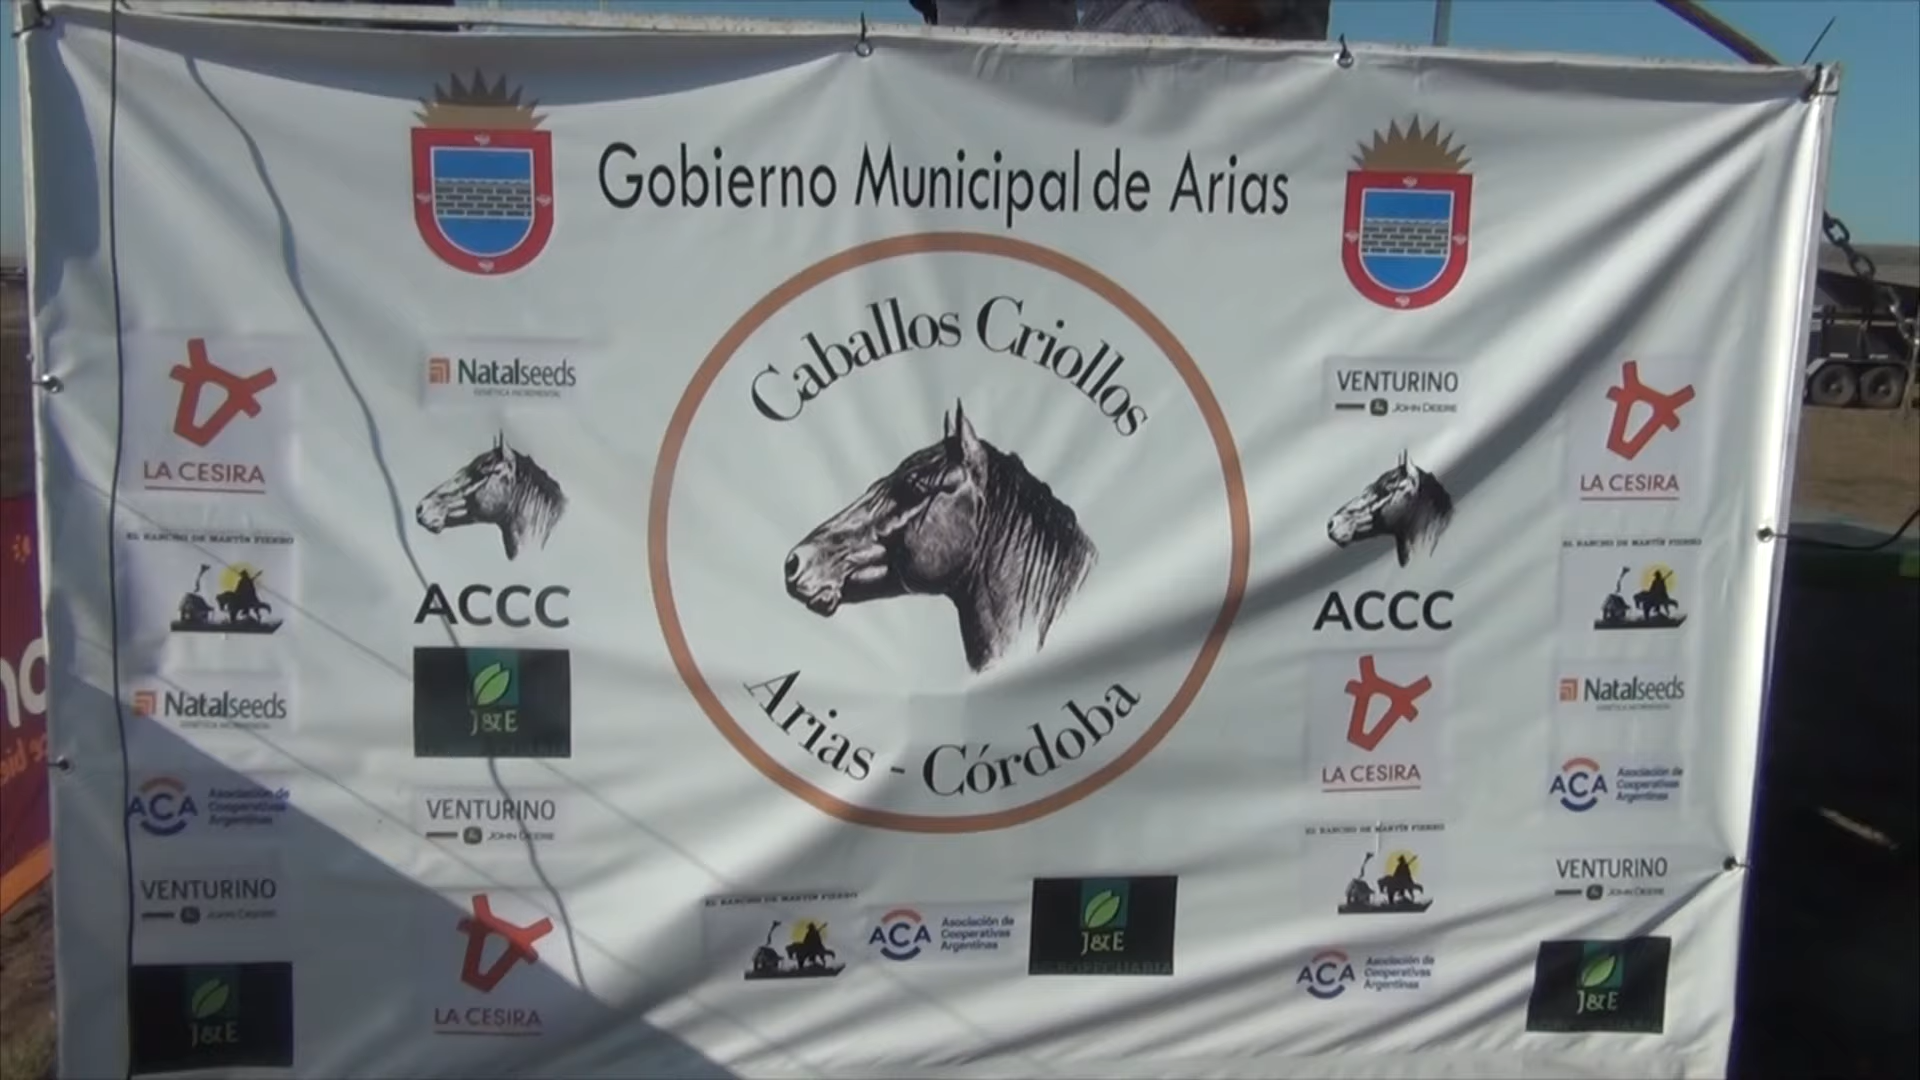 Gobierno Municipal de Arias
Caballos Criollos
Arias - Córdoba
LA CESIRA
Natalseeds
GENÉTICA INCREMENTAL
VENTURINO
JOHN DEERE
LA CESIRA
EL RANCHO DE MARTÍN FIERRO
ACCC
ACCC
EL RANCHO DE MARTÍN FIERRO
Natalseeds
J&E
LA CESIRA
Natalseeds
ACA Asociación de
Cooperativas
Argentinas
VENTURINO
JOHN DEERE
EL RANCHO DE MARTÍN FIERRO
ACA Asociación de
Cooperativas
Argentinas
VENTURINO
JOHN DEERE
LA CESIRA
EL RANCHO DE MARTÍN FIERRO
ACA Asociación de
Cooperativas
Argentinas
J&E
AGROPECUARIA
ACA Asociación de
Cooperativas
Argentinas
VENTURINO
JOHN DEERE
J&E
J&E